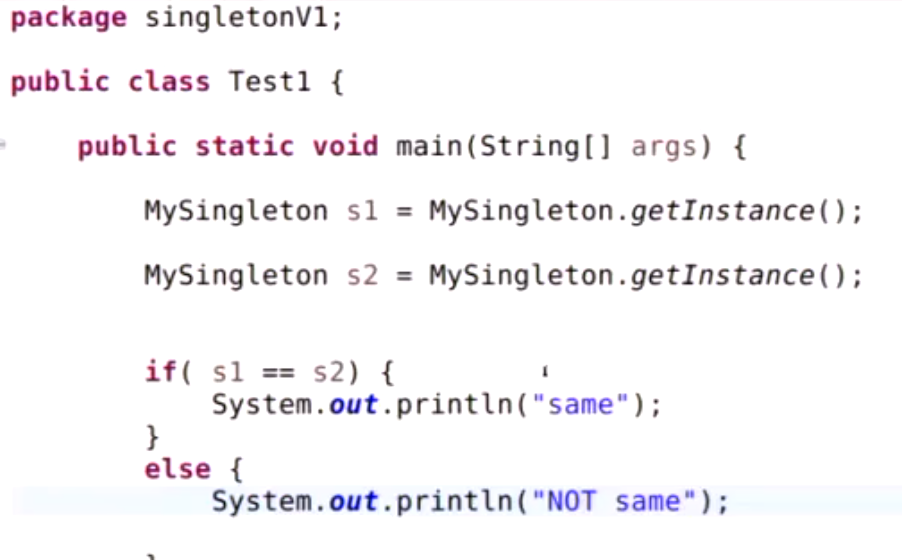 package singletonV1;
public class Test1 {
public static void main(String[] args) {
MySingleton s1 = MySingleton.getInstance();
MySingleton s2 = MySingleton.getInstance();
if( s1 == s2) {
System.out.println("same");
}
else {
System.out.println("NOT same");